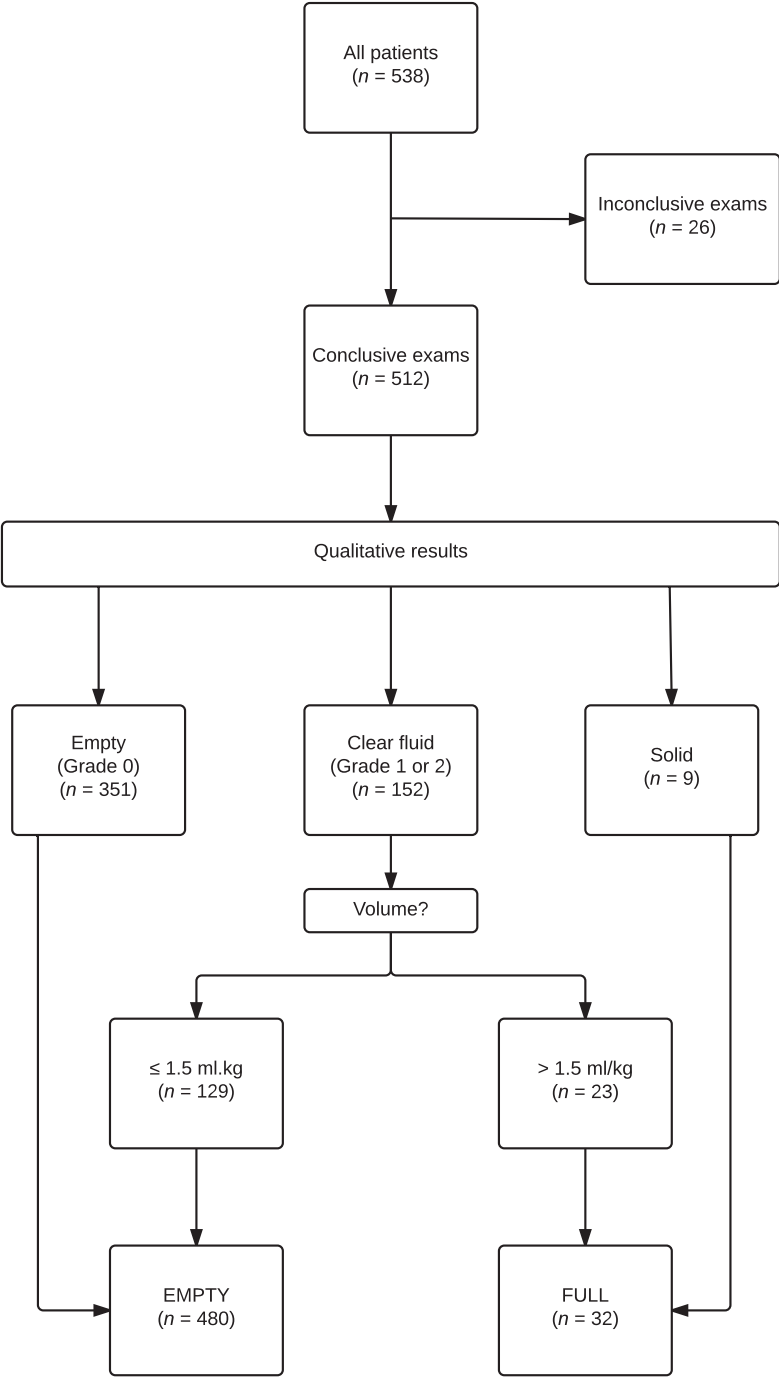 All patients
(n = 538)
Inconclusive exams
(n = 26)
Conclusive exams
(n = 512)
Qualitative results
Empty
(Grade 0)
(n = 351)
Clear fluid
(Grade 1 or 2)
(n = 152)
Solid
(n = 9)
Volume?
≤ 1.5 ml.kg
(n = 129)
> 1.5 ml/kg
(n = 23)
EMPTY
(n = 480)
FULL
(n = 32)